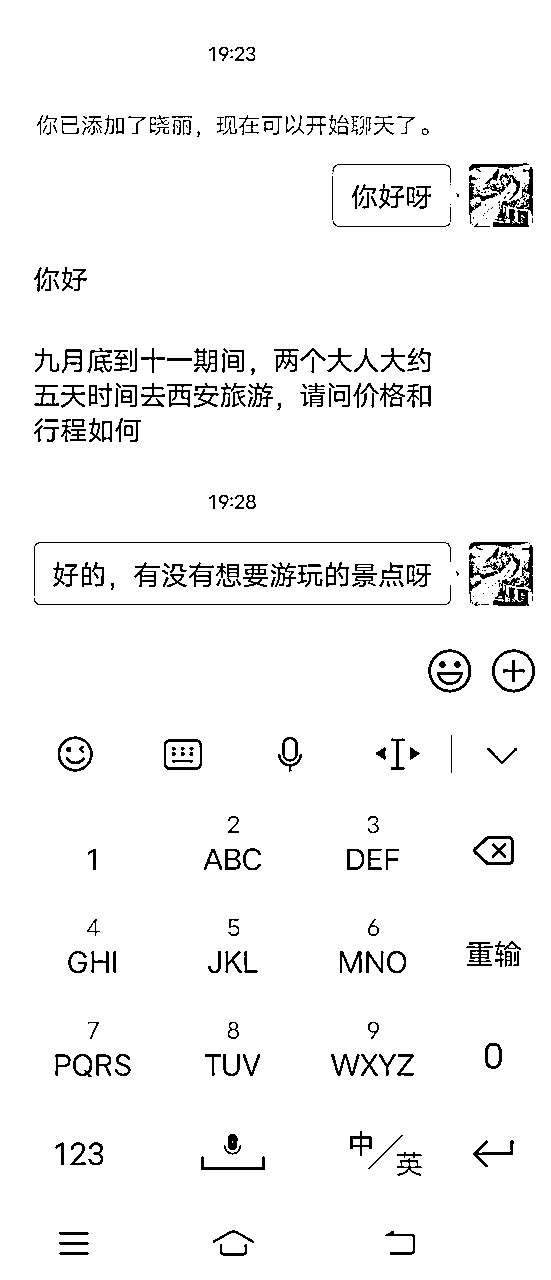 19:23
你已添加了晓丽，现在可以开始聊天了。
你好呀
你好
九月底到十一期间，两个大人大约
五天时间去西安旅游，请问价格和
行程如何
19:28
好的，有没有想要游玩的景点呀
1
2
ABC
3
DEF
4
GHI
5
JKL
6
MNO
重输
7
PQRS
8
TUV
9
WXYZ
0
123
中/英